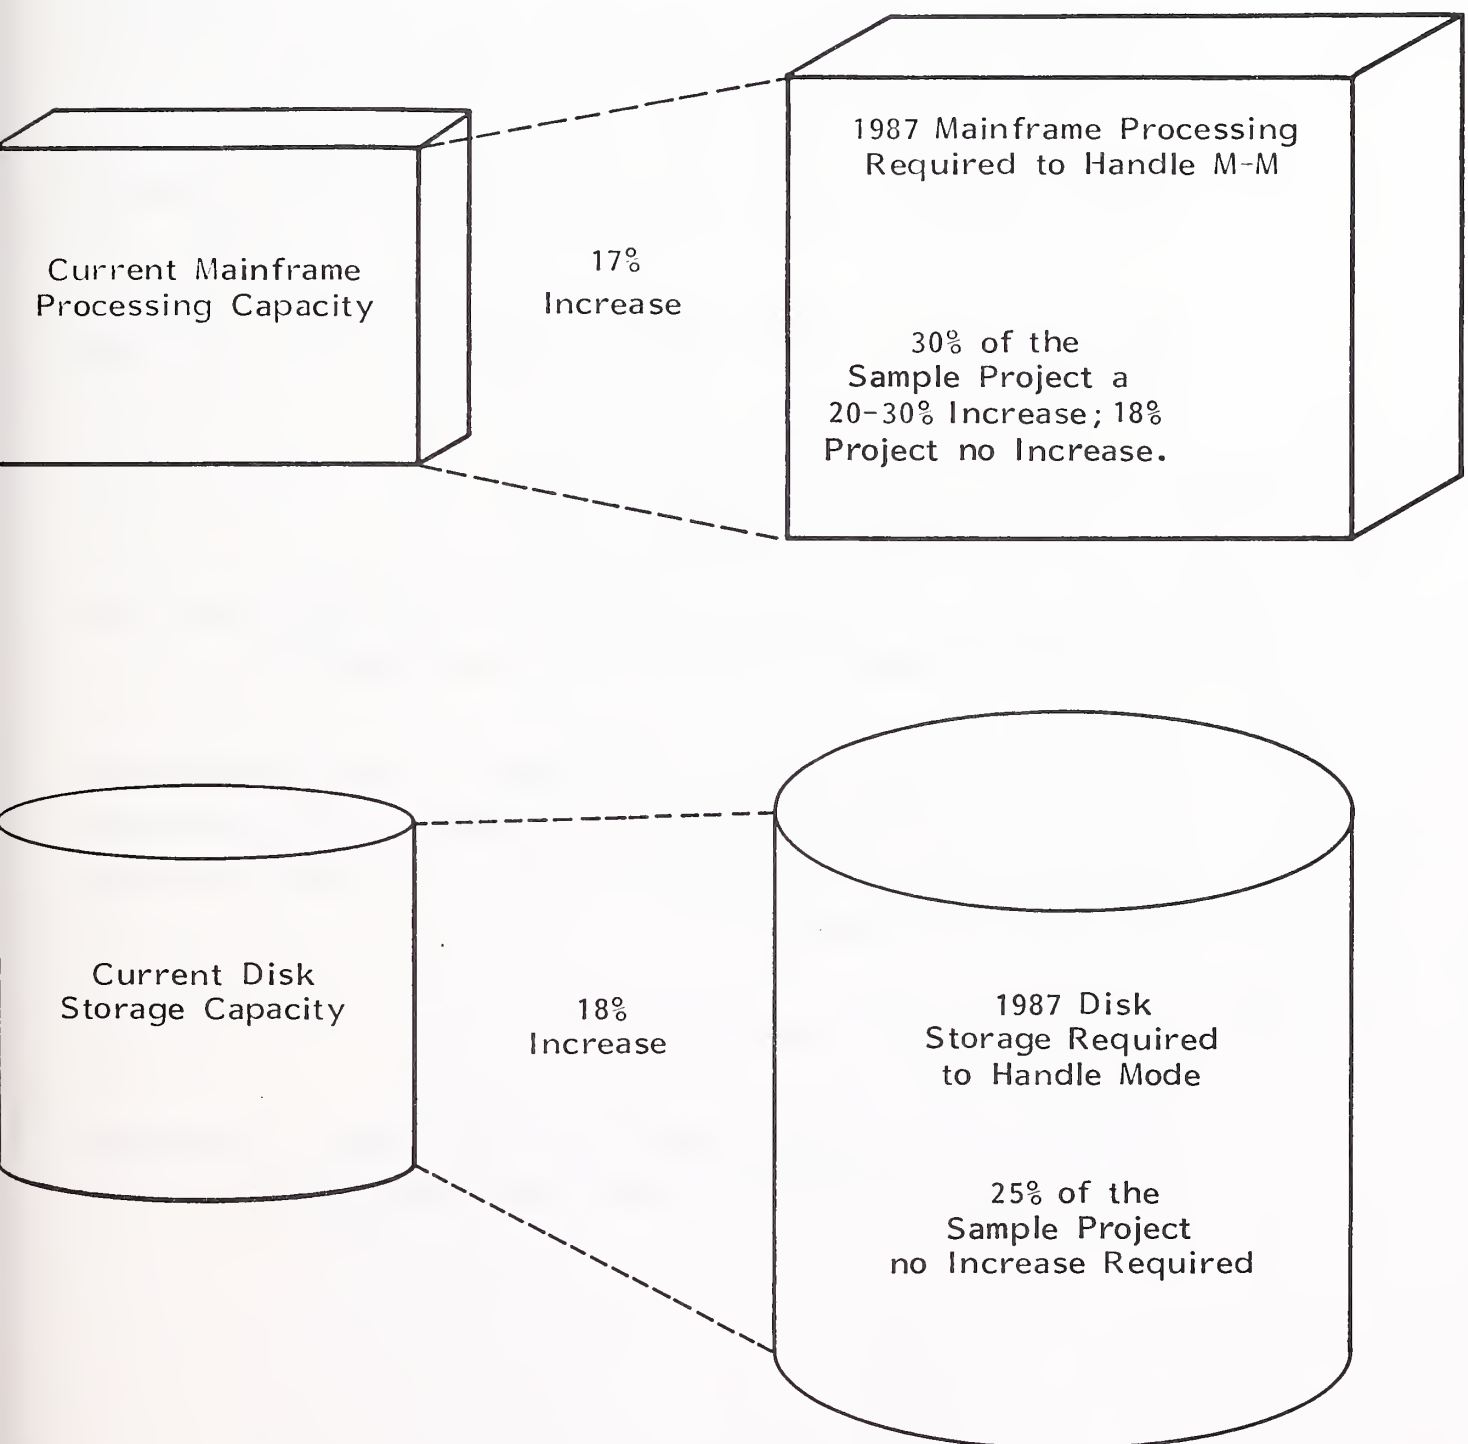 1987 Mainframe Processing
Required to Handle M-M
Current Mainframe
Processing Capacity
17%
Increase
30% of the
Sample Project a
20-30% Increase; 18%
Project no Increase.
Current Disk
Storage Capacity
18%
Increase
1987 Disk
Storage Required
to Handle Mode
25% of the
Sample Project
no Increase Required